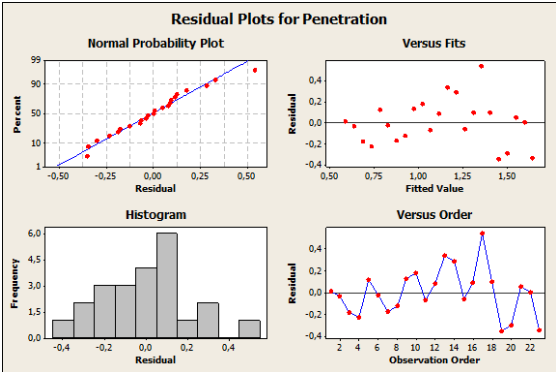 Residual Plots for Penetration
Normal Probability Plot
Percent
99
90
50
10
1
-0,50 -0,25 0,00 0,25 0,50
Residual
Versus Fits
Residual
0,4
0,2
0,0
-0,2
-0,4
0,50 0,75 1,00 1,25 1,50
Fitted Value
Histogram
Frequency
6,0
4,5
3,0
1,5
0,0
-0,4 -0,2 0,0 0,2 0,4
Residual
Versus Order
Residual
0,4
0,2
0,0
-0,2
-0,4
2 4 6 8 10 12 14 16 18 20 22
Observation Order